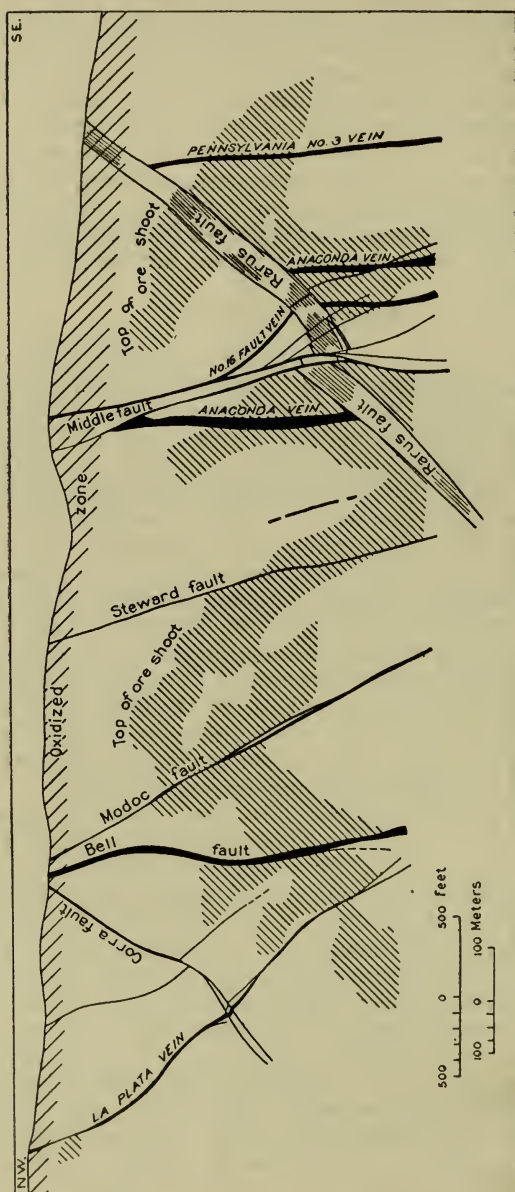 NW.
SE.
Oxidized
zone
LA PLATA VEIN
Corra fault
Bell fault
Modoc fault
Steward fault
Top of ore shoot
ANACONDA VEIN
Middle fault
No. 16 FAULT VEIN
Top of ore shoot
Rarus fault
Rarus fault
ANACONDA VEIN
PENNSYLVANIA NO. 3 VEIN
500 0 500 Feet
100 0 100 Meters